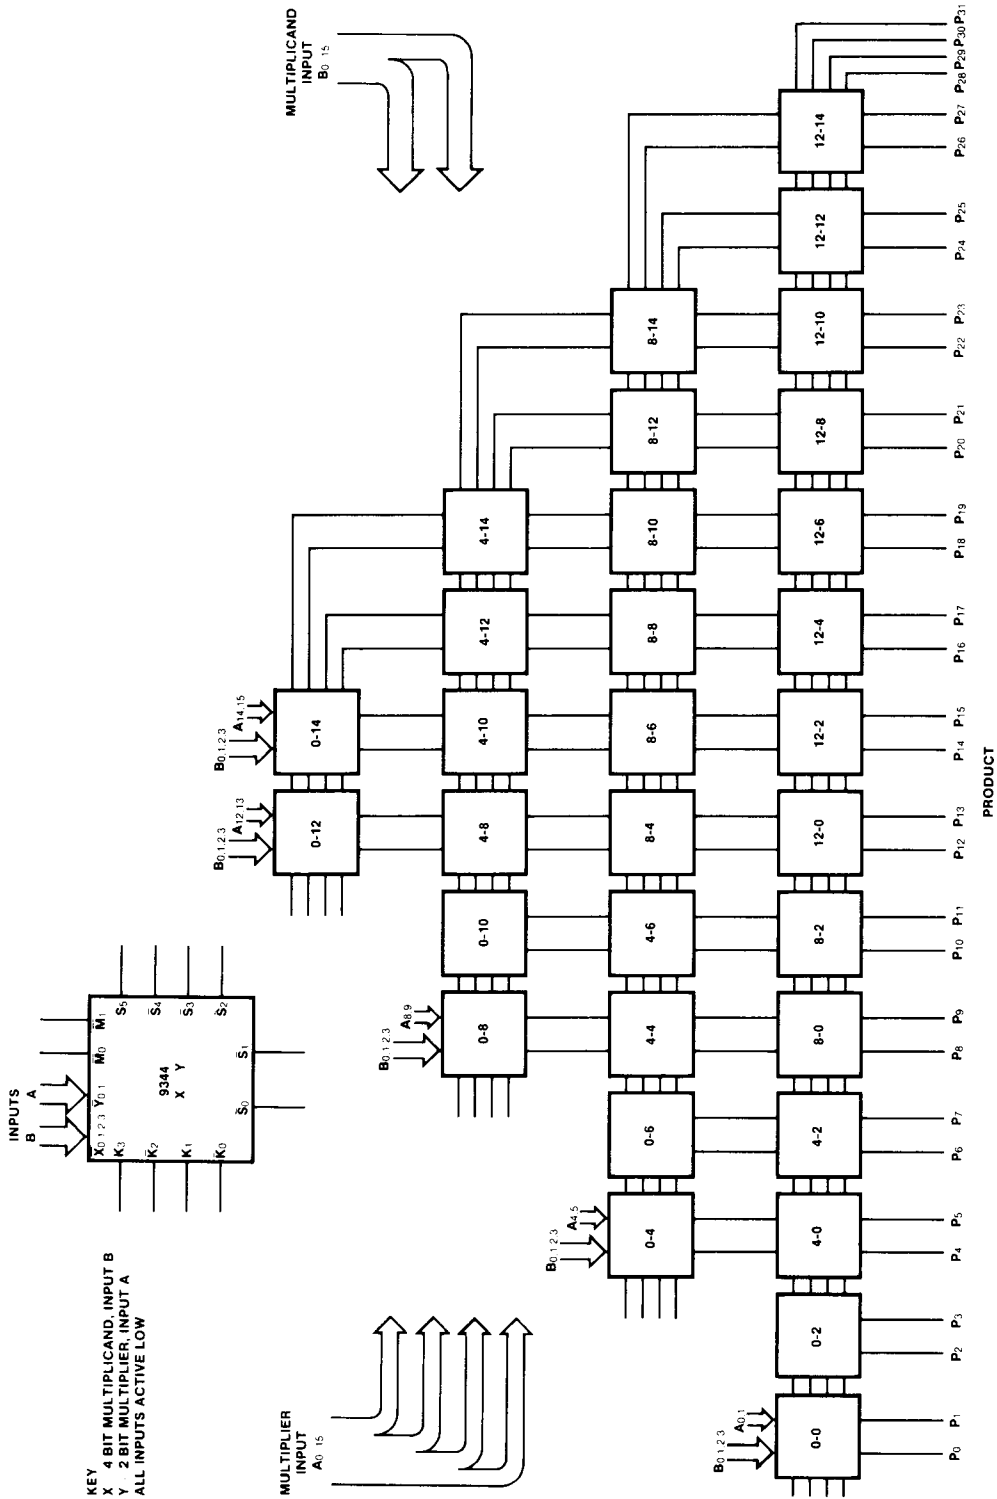 KEY
X 4 BIT MULTIPLICAND, INPUT B
Y 2 BIT MULTIPLIER, INPUT A
ALL INPUTS ACTIVE LOW
INPUTS
B A
X0 1 2 3 Y0 1 M0 M1
K3 S5
K2 S4
K1 S3
K0 S2
9344
X Y
S0 S1
MULTIPLIER
INPUT
A0 15
MULTIPLICAND
INPUT
B0 15
B0,1,2,3 A12,13
B0,1,2,3 A14,15
0-12 0-14
B0,1,2,3 A8,9
0-8 0-10 4-8 4-10 4-12 4-14
B0,1,2,3 A4,5
0-4 0-6 4-4 4-6 8-4 8-6 8-8 8-10 8-12 8-14
B0,1,2,3 A0,1
0-0 0-2 4-0 4-2 8-0 8-2 12-0 12-2 12-4 12-6 12-8 12-10 12-12 12-14
P0 P1 P2 P3 P4 P5 P6 P7 P8 P9 P10 P11 P12 P13 P14 P15 P16 P17 P18 P19 P20 P21 P22 P23 P24 P25 P26 P27 P28 P29 P30 P31
PRODUCT